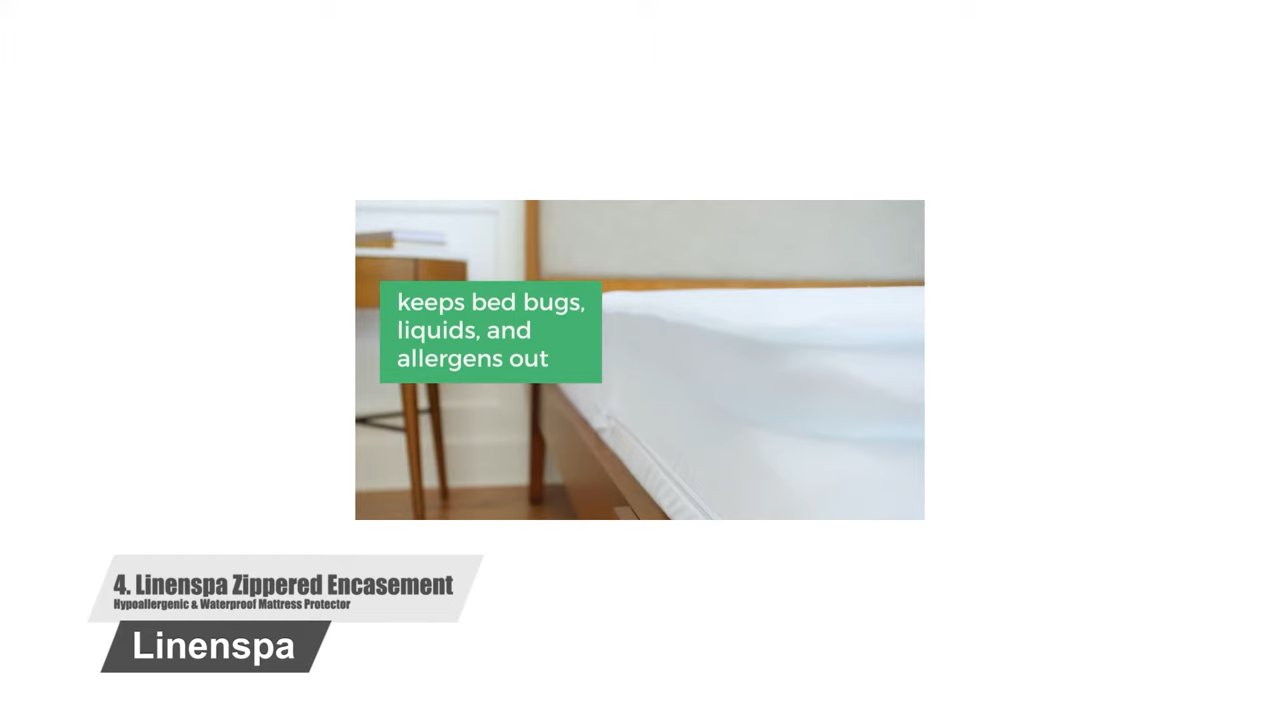 keeps bed bugs,
liquids, and
allergens out
4. Linenspa Zippered Encasement
Hypoallergenic & Waterproof Mattress Protector
Linenspa